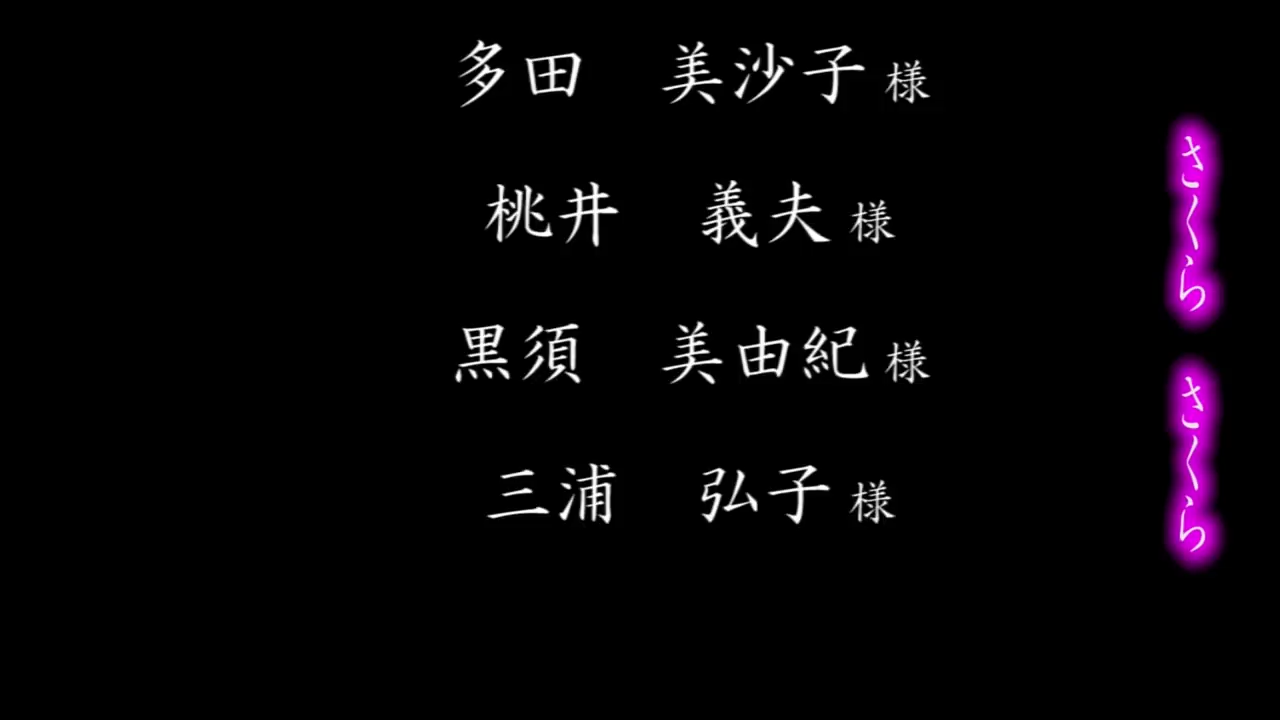 多田　美沙子 様
桃井　義夫 様
黒須　美由紀 様
三浦　弘子 様
さくら　さくら